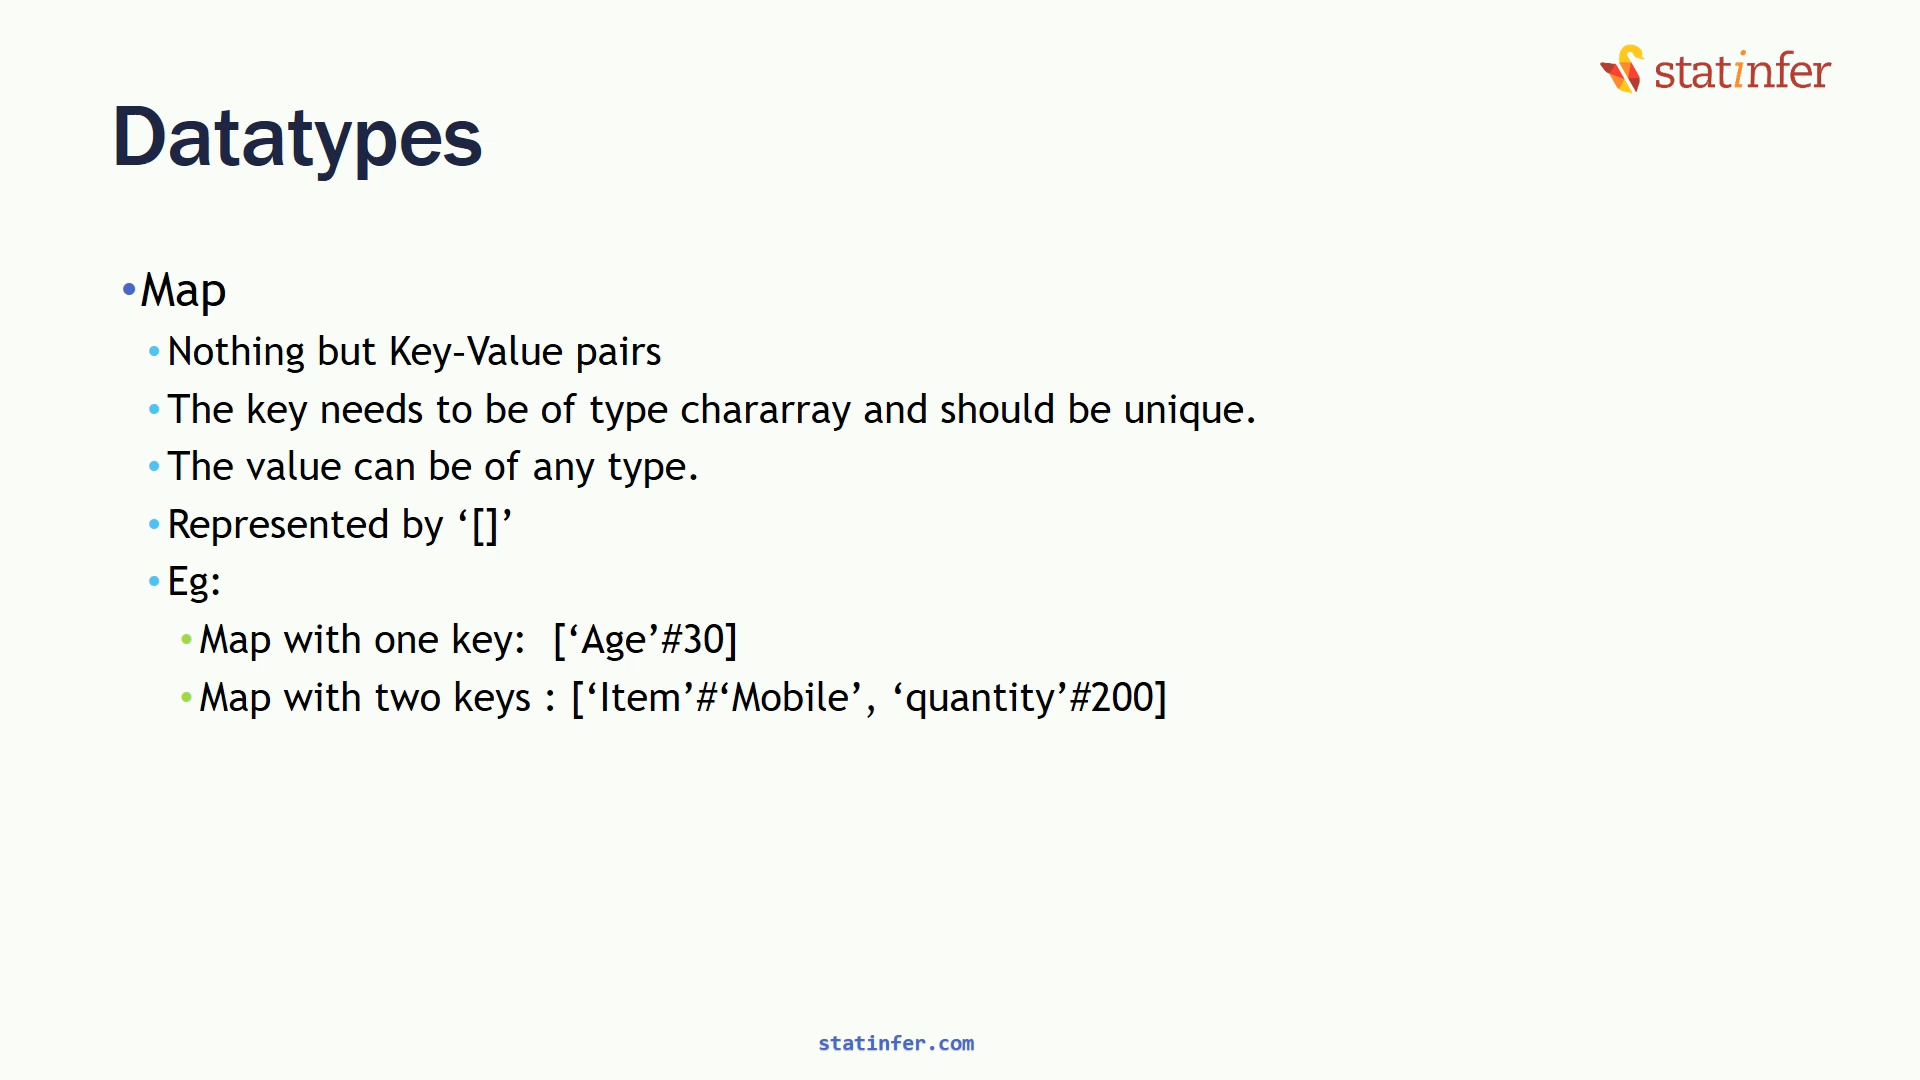 statinfer
Datatypes
•Map
•Nothing but Key-Value pairs
•The key needs to be of type chararray and should be unique.
•The value can be of any type.
•Represented by ‘[]’
•Eg:
•Map with one key:  [‘Age’#30]
•Map with two keys : [‘Item’#‘Mobile’, ‘quantity’#200]
statinfer.com